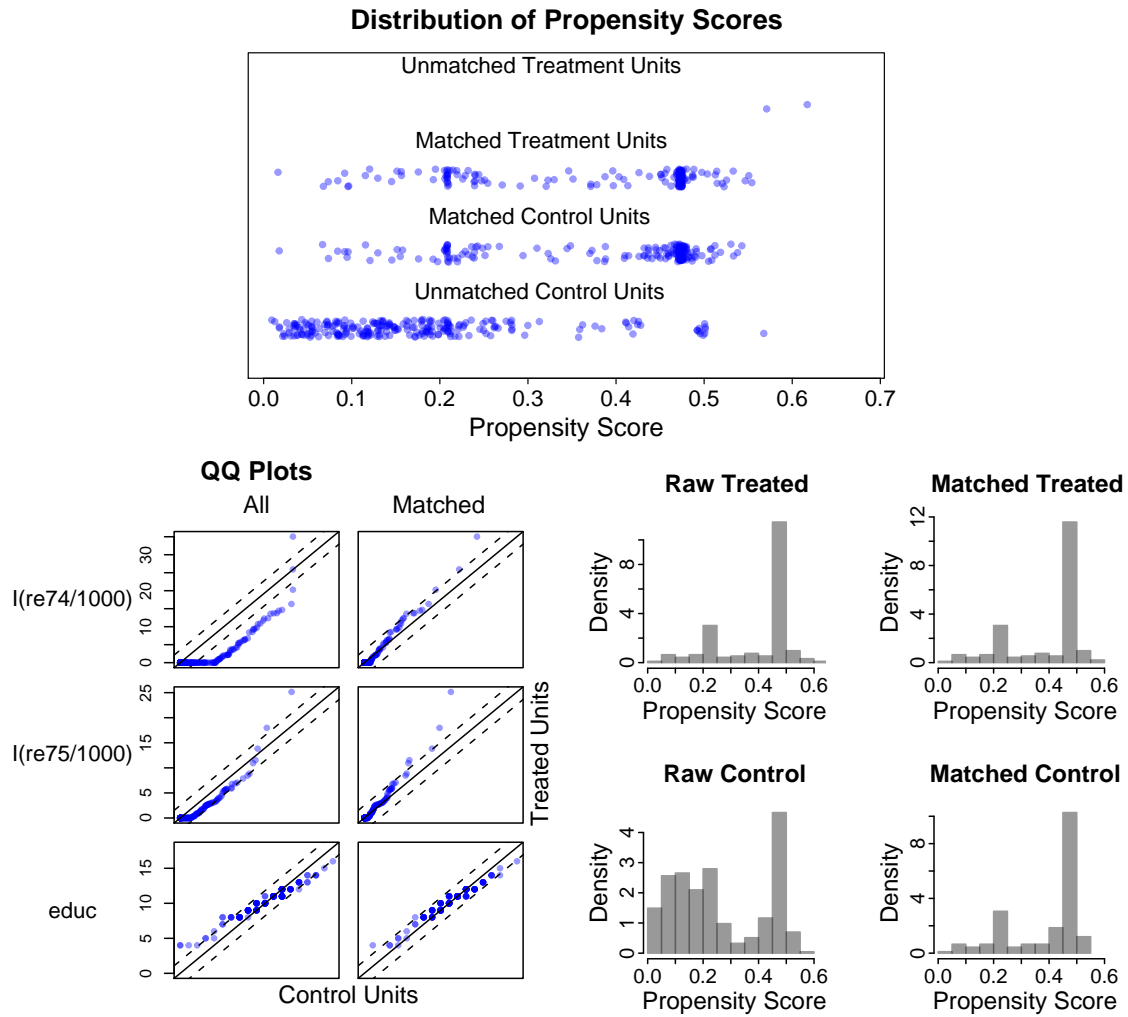 Distribution of Propensity Scores
Unmatched Treatment Units
Matched Treatment Units
Matched Control Units
Unmatched Control Units
0.0 0.1 0.2 0.3 0.4 0.5 0.6 0.7
Propensity Score
QQ Plots
All Matched
I(re74/1000)
0 10 20 30
I(re75/1000)
0 5 15 25
educ
0 5 10 15
Control Units
Treated Units
Raw Treated
Density
0 4 8
0.0 0.2 0.4 0.6
Propensity Score
Matched Treated
Density
0 4 8 12
0.0 0.2 0.4 0.6
Propensity Score
Raw Control
Density
0 1 2 3 4
0.0 0.2 0.4 0.6
Propensity Score
Matched Control
Density
0 4 8
0.0 0.2 0.4 0.6
Propensity Score